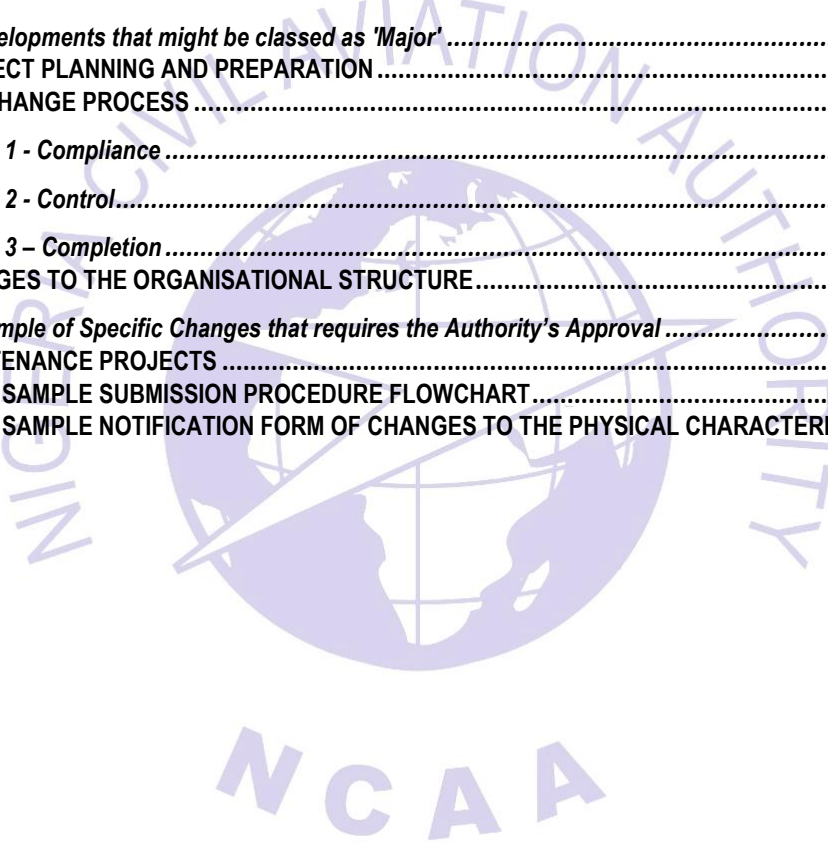 elopments that might be classed as 'Major' ........................................................................
ECT PLANNING AND PREPARATION ........................................................................
HANGE PROCESS ........................................................................
1 - Compliance ........................................................................
2 - Control ........................................................................
3 – Completion ........................................................................
GES TO THE ORGANISATIONAL STRUCTURE ........................................................................
mple of Specific Changes that requires the Authority’s Approval ..............................
TENANCE PROJECTS ........................................................................
SAMPLE SUBMISSION PROCEDURE FLOWCHART ........................................................
SAMPLE NOTIFICATION FORM OF CHANGES TO THE PHYSICAL CHARACTER
NIGERIA CIVIL AVIATION AUTHORITY
NCAA